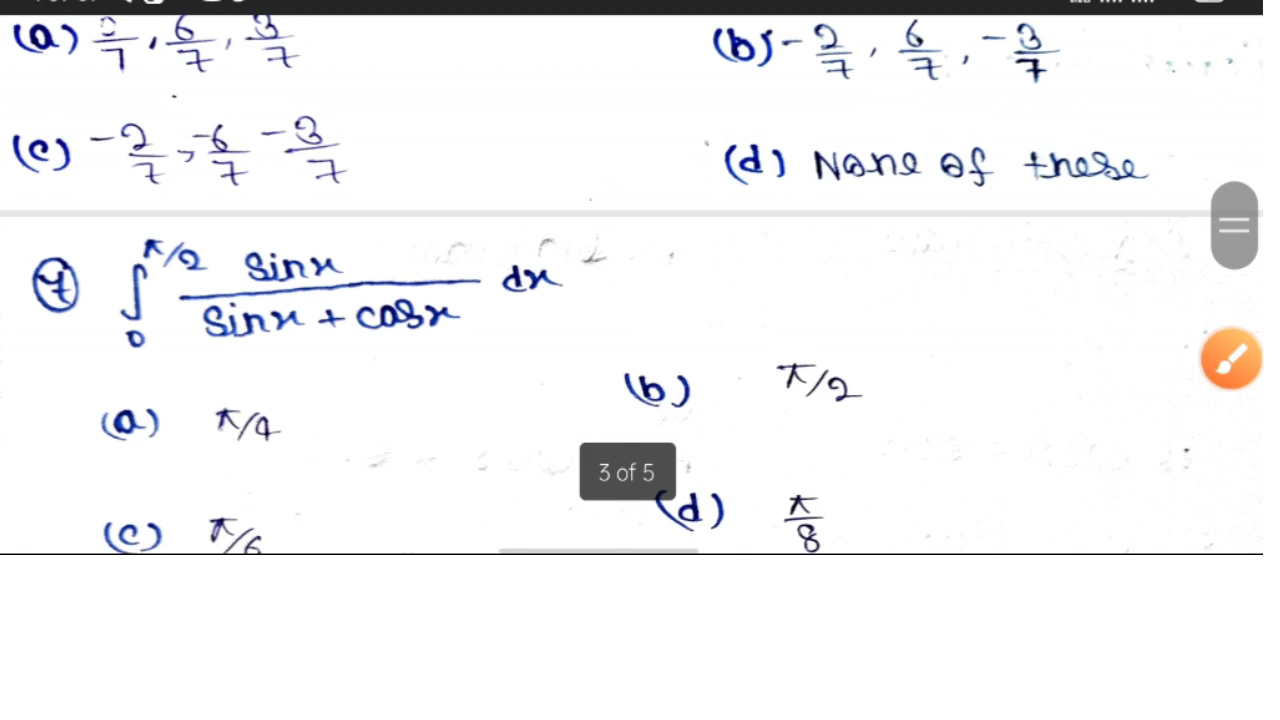 (a) 2/7, 6/7, 3/7 (b) -2/7, 6/7, -3/7
(c) -2/7, -6/7 -3/7 (d) None of these
⑦ ∫₀^π/2 sinx/(sinx + cosx) dx
(a) π/4 (b) π/2
3 of 5
(c) π/6 (d) π/8